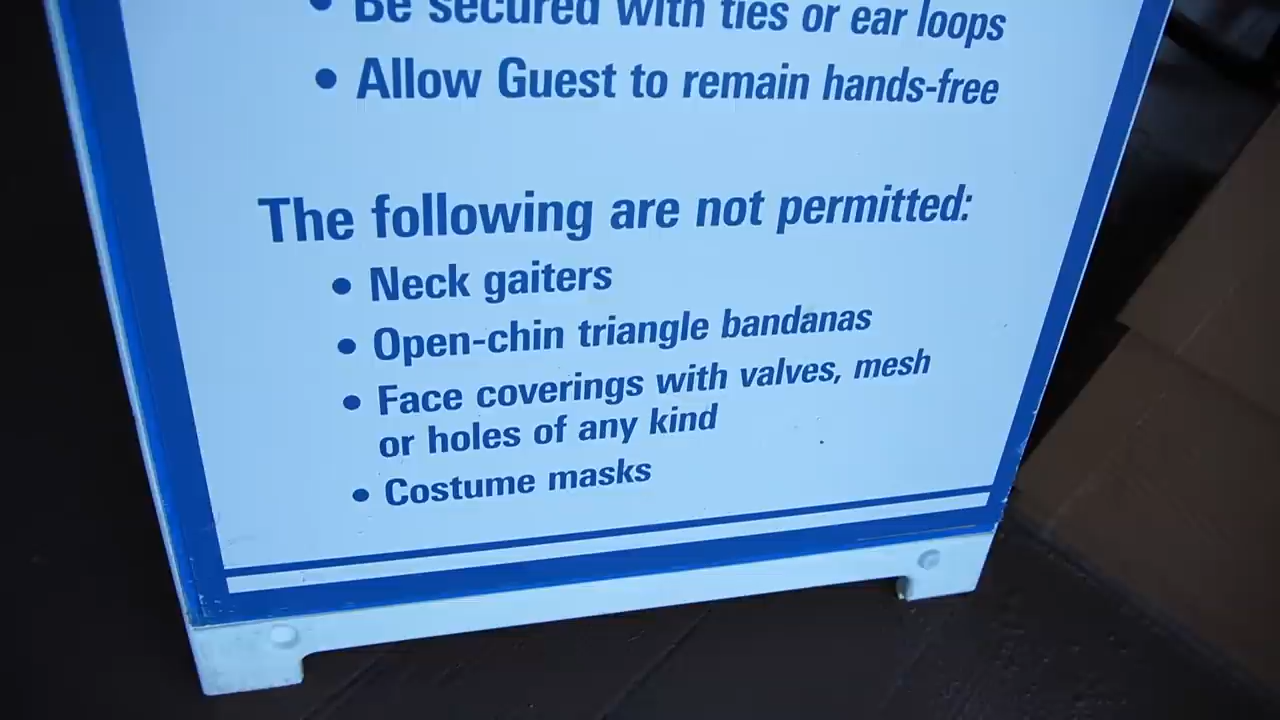 • Be secured with ties or ear loops
• Allow Guest to remain hands-free
The following are not permitted:
• Neck gaiters
• Open-chin triangle bandanas
• Face coverings with valves, mesh
or holes of any kind
• Costume masks